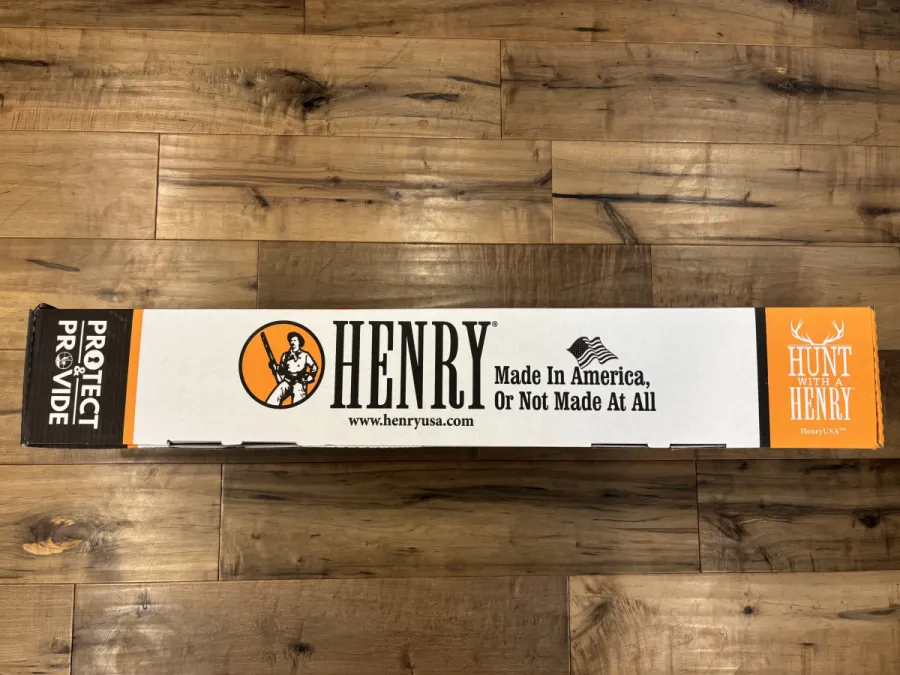 PROTECT
&
PROVIDE
HENRY®
www.henryusa.com
Made In America,
Or Not Made At All
HUNT
WITH A
HENRY
HenryUSA™